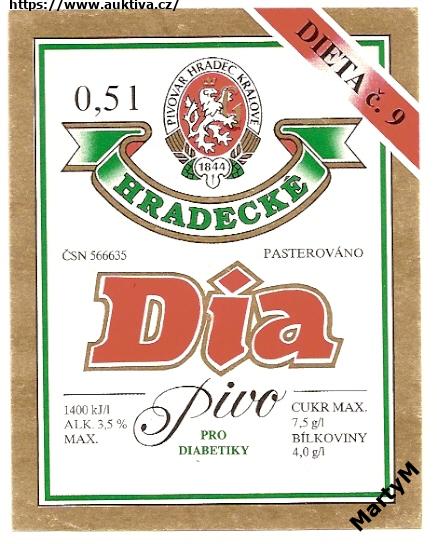 https://www.auktiva.cz/
DIETA č. 9
0,5 l
PIVOVAR HRADEC KRÁLOVÉ
1844
HRADECKÉ
ČSN 566635
PASTEROVÁNO
Dia
pivo
1400 kJ/l
ALK. 3,5 %
MAX.
PRO
DIABETIKY
CUKR MAX.
7,5 g/l
BÍLKOVINY
4,0 g/l
MartyM